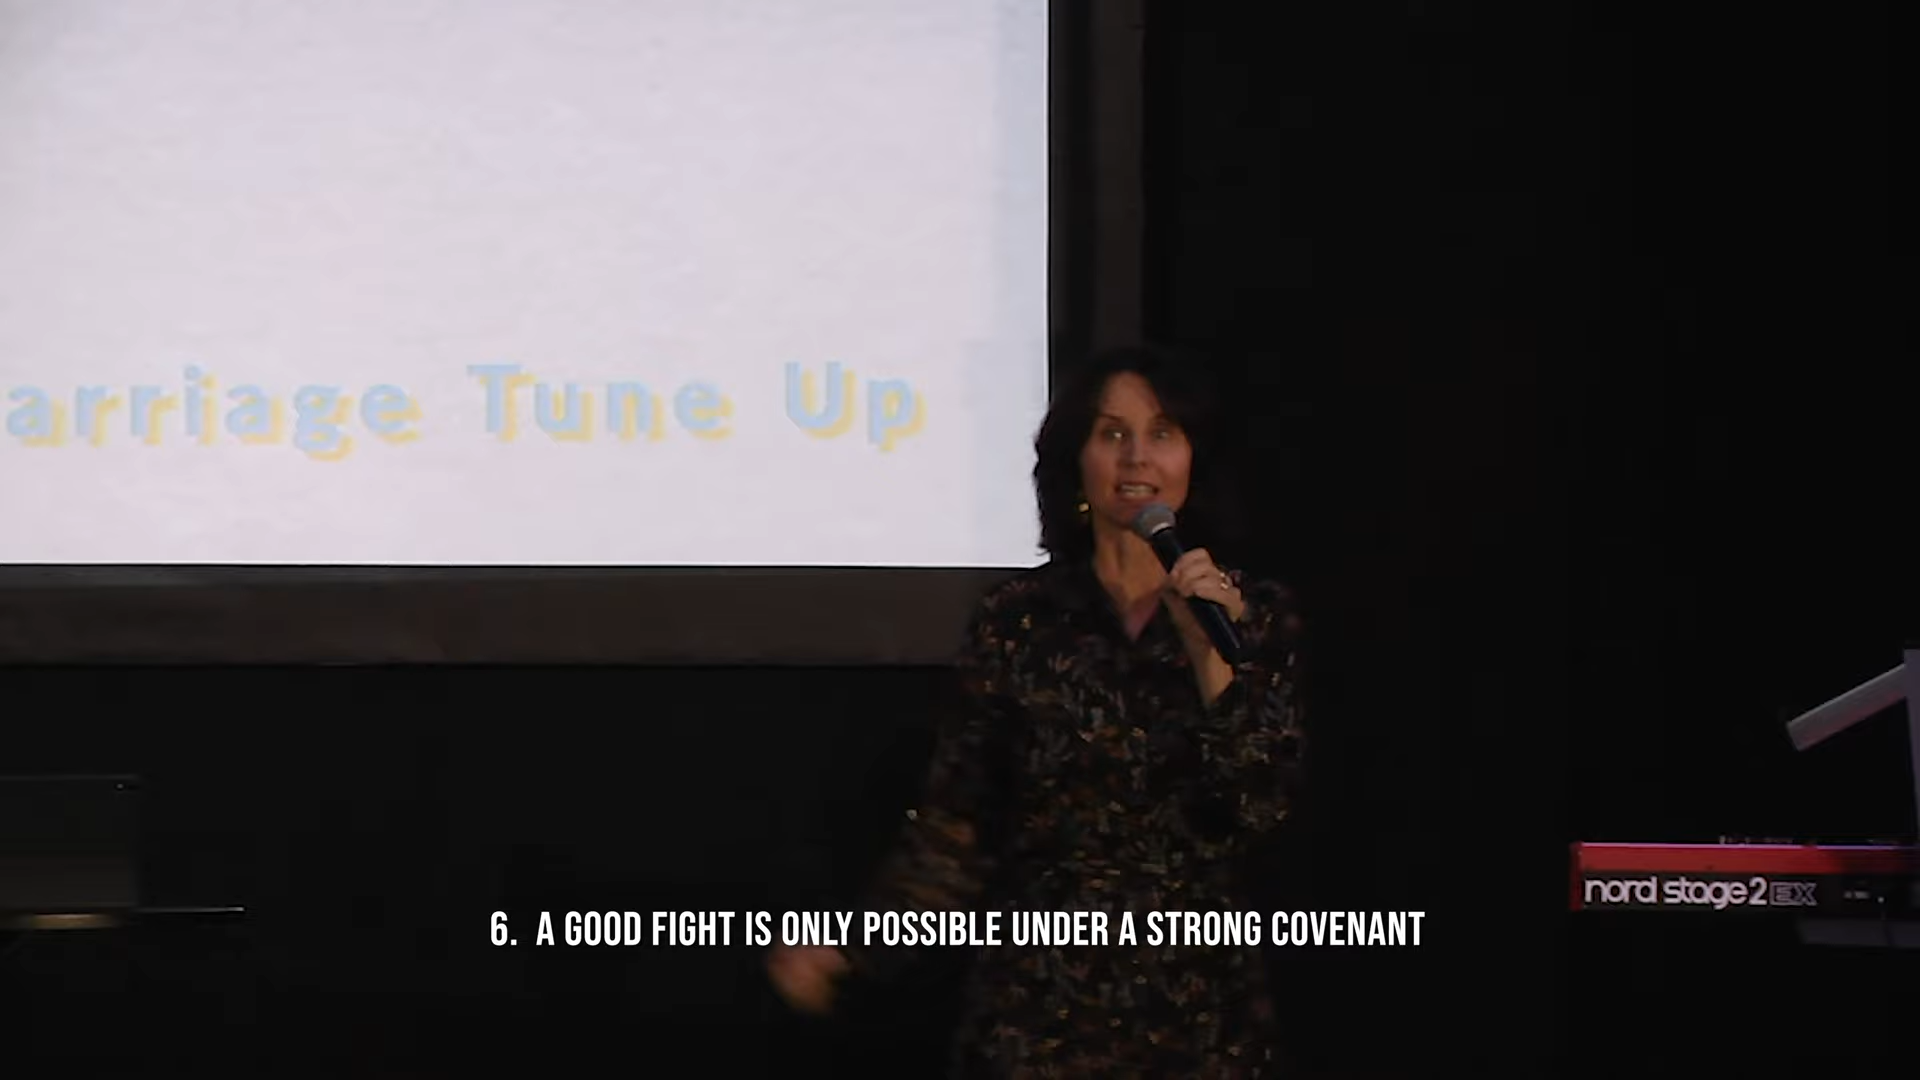 arriage Tune Up
nord stage 2 EX
6. A GOOD FIGHT IS ONLY POSSIBLE UNDER A STRONG COVENANT